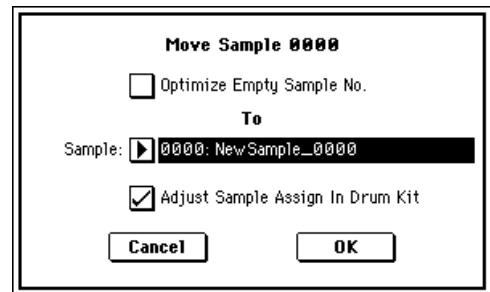 Move Sample 0000
Optimize Empty Sample No.
To
Sample: 0000: NewSample_0000
Adjust Sample Assign In Drum Kit
Cancel OK